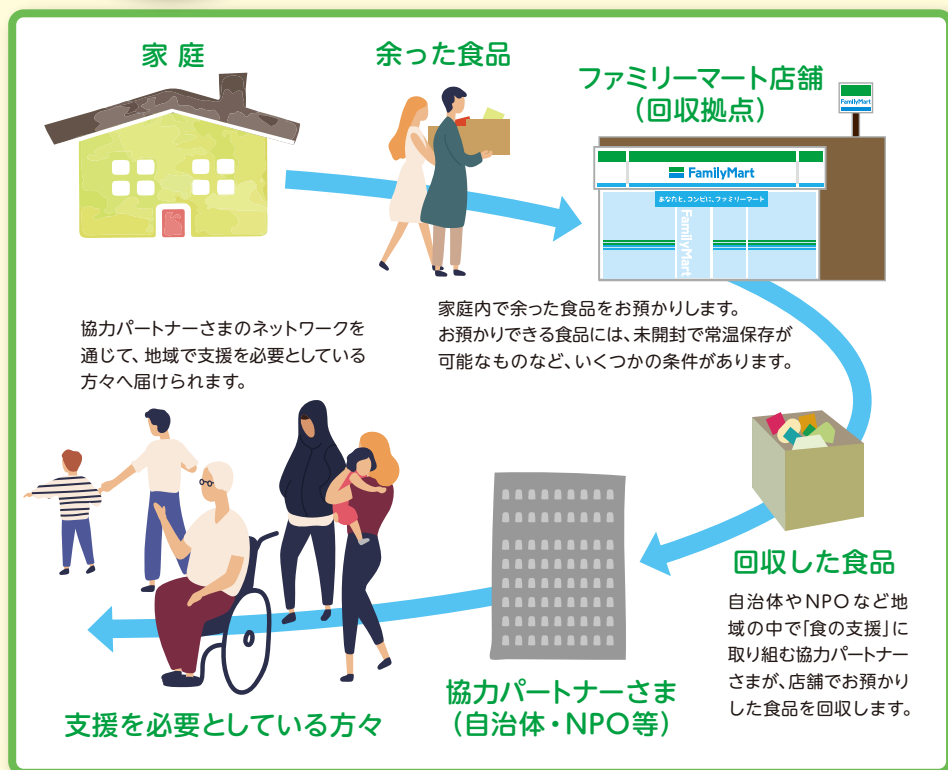 家庭
余った食品
ファミリーマート店舗
（回収拠点）
FamilyMart
FamilyMart
あなたと、コンビに、ファミリーマート
FamilyMart
家庭内で余った食品をお預かりします。
お預かりできる食品には、未開封で常温保存が
可能なものなど、いくつかの条件があります。
回収した食品
自治体やNPOなど地
域の中で「食の支援」に
取り組む協力パートナー
さまが、店舗でお預かり
した食品を回収します。
協力パートナーさま
（自治体・NPO等）
協力パートナーさまのネットワークを
通じて、地域で支援を必要としている
方々へ届けられます。
支援を必要としている方々